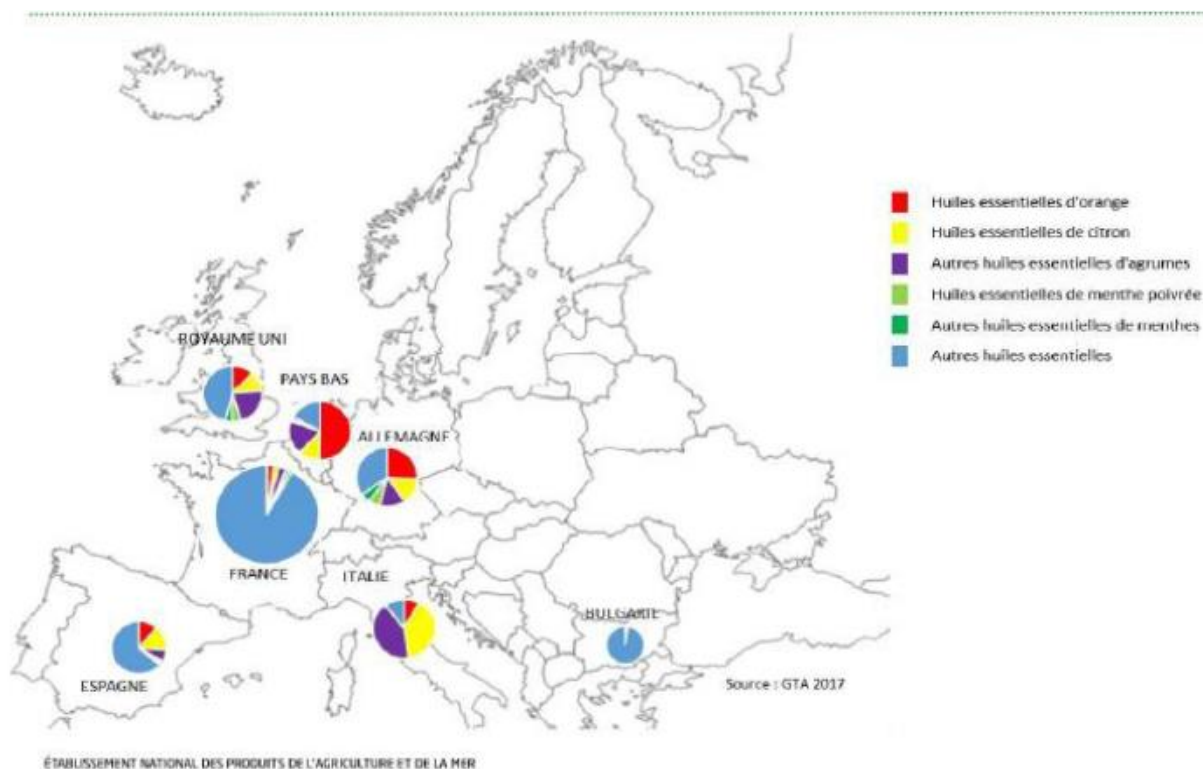 Huiles essentielles d'orange
Huiles essentielles de citron
Autres huiles essentielles d'agrumes
Huiles essentielles de menthe poivrée
Autres huiles essentielles de menthes
Autres huiles essentielles
ROYAUME UNI
PAYS BAS
ALLEMAGNE
FRANCE
ITALIE
BULGARIE
ESPAGNE
Source : GTA 2017
ÉTABLISSEMENT NATIONAL DES PRODUITS DE L'AGRICULTURE ET DE LA MER